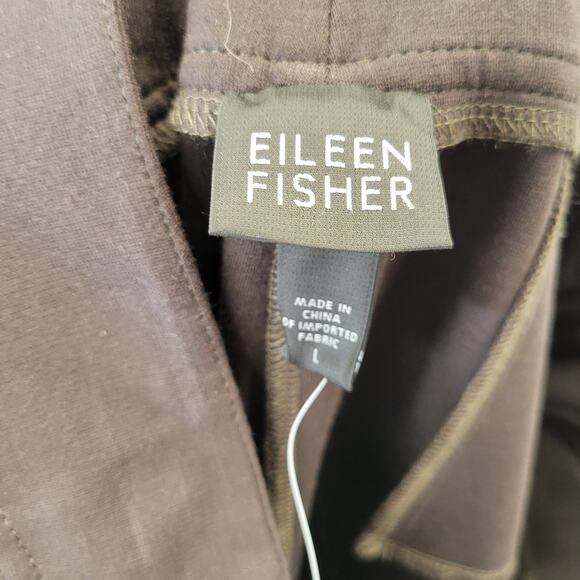 EILEEN
FISHER
MADE IN
CHINA
OF IMPORTED
FABRIC
L